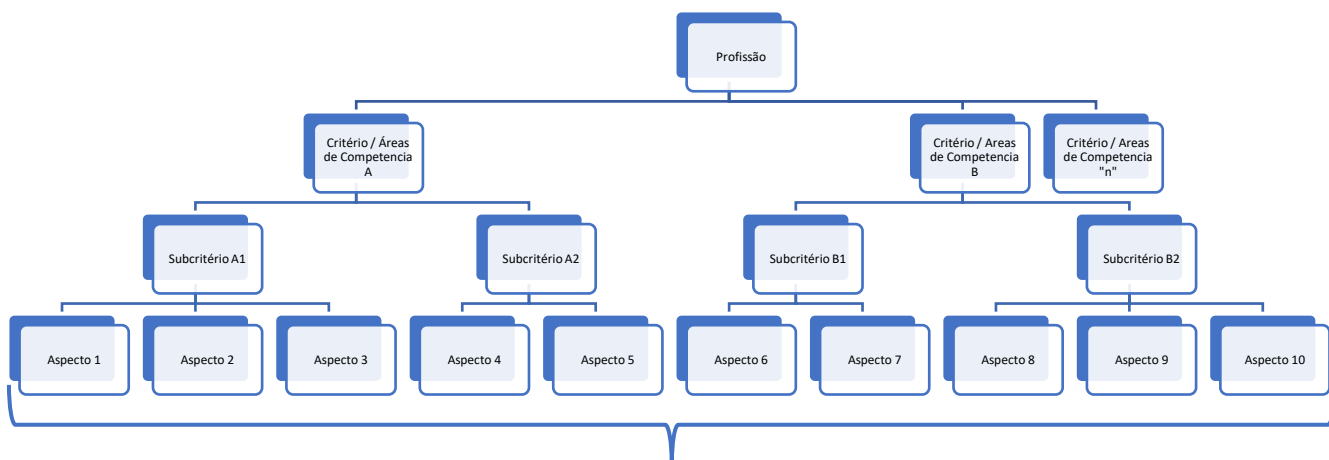 Profissão
Critério / Áreas
de Competencia
A
Critério / Areas
de Competencia
B
Critério / Areas
de Competencia
"n"
Subcritério A1
Subcritério A2
Subcritério B1
Subcritério B2
Aspecto 1
Aspecto 2
Aspecto 3
Aspecto 4
Aspecto 5
Aspecto 6
Aspecto 7
Aspecto 8
Aspecto 9
Aspecto 10